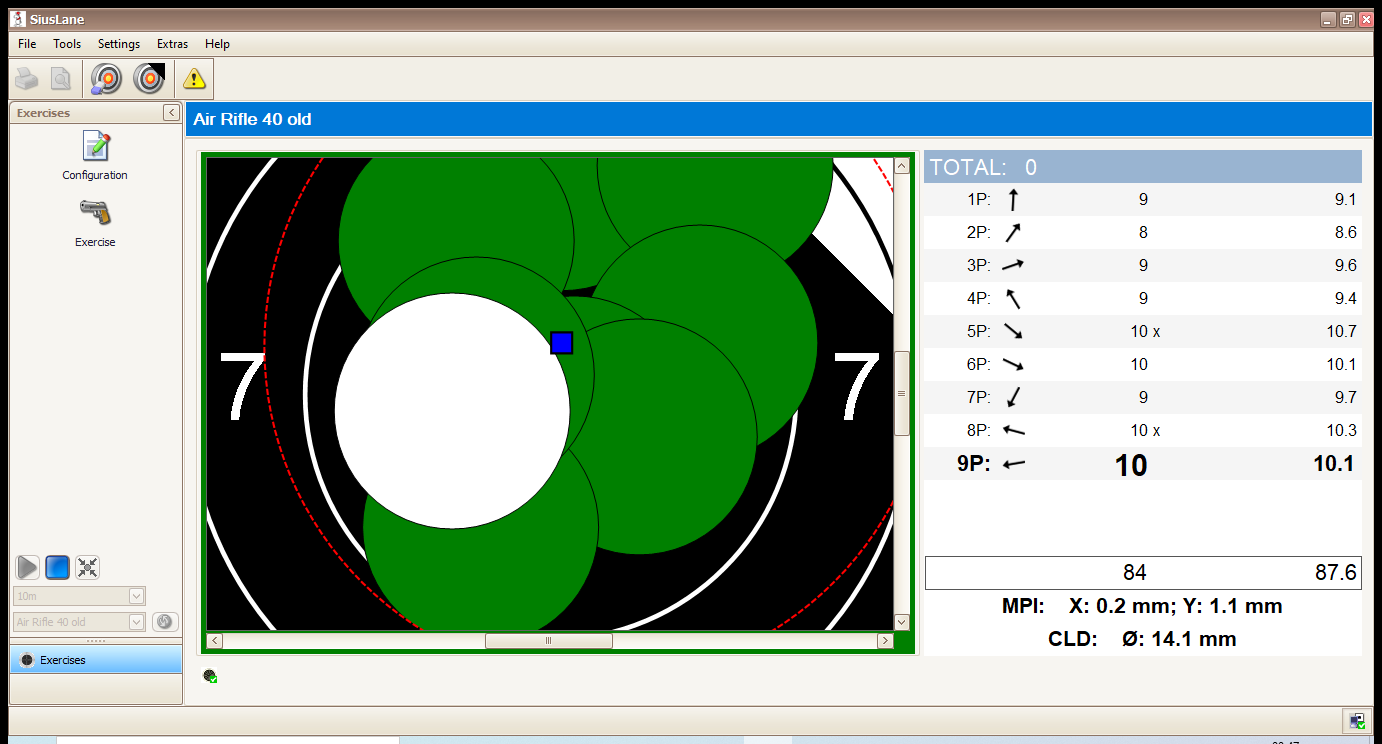 SiusLane
File Tools Settings Extras Help
Exercises
Configuration
Exercise
10m
Air Rifle 40 old
Exercises
Air Rifle 40 old
7 7
TOTAL: 0
1P: 9 9.1
2P: 8 8.6
3P: 9 9.6
4P: 9 9.4
5P: 10 x 10.7
6P: 10 10.1
7P: 9 9.7
8P: 10 x 10.3
9P: 10 10.1
84 87.6
MPI: X: 0.2 mm; Y: 1.1 mm
CLD: Ø: 14.1 mm